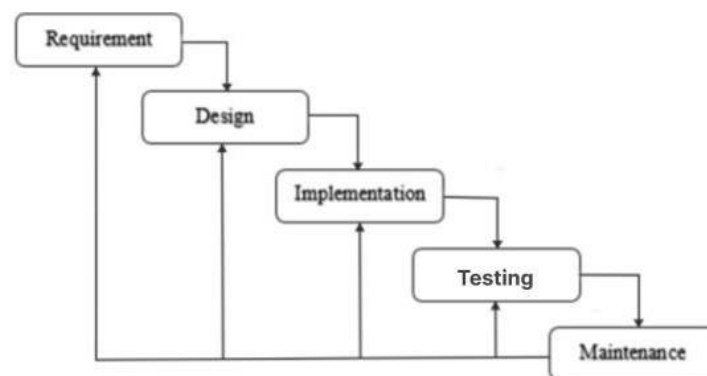 Requirement
Design
Implementation
Testing
Maintenance